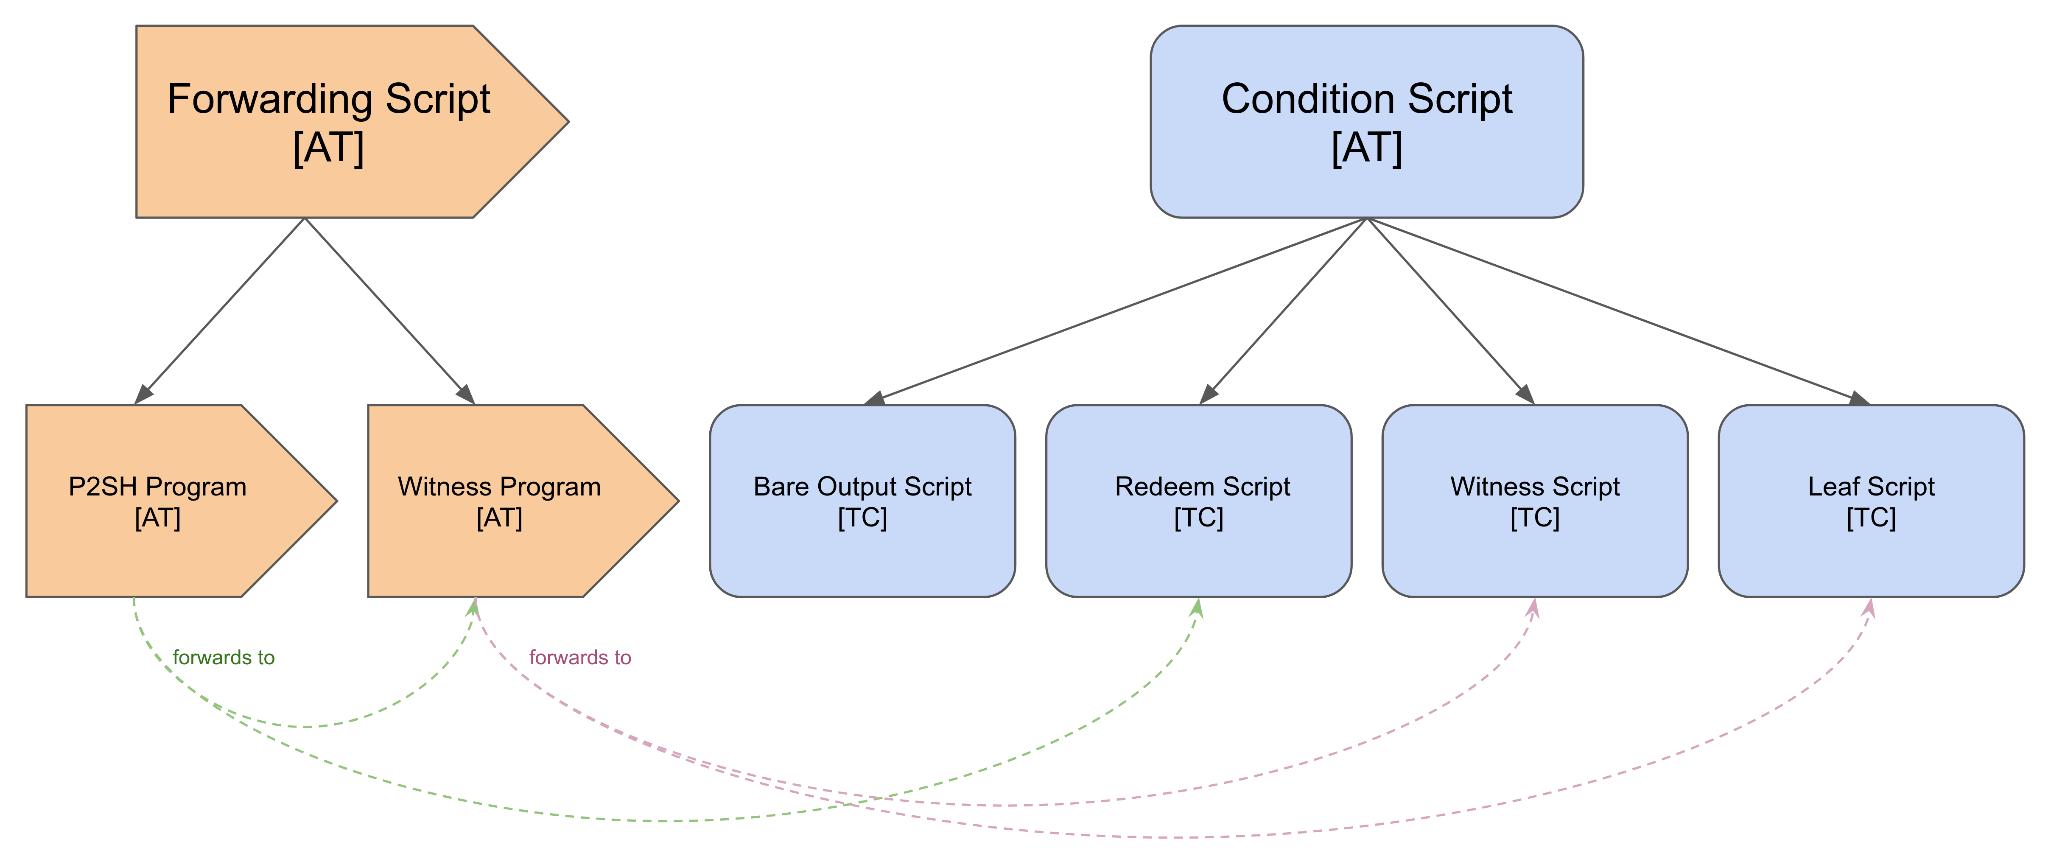 Forwarding Script
[AT]
Condition Script
[AT]
P2SH Program
[AT]
Witness Program
[AT]
Bare Output Script
[TC]
Redeem Script
[TC]
Witness Script
[TC]
Leaf Script
[TC]
forwards to
forwards to